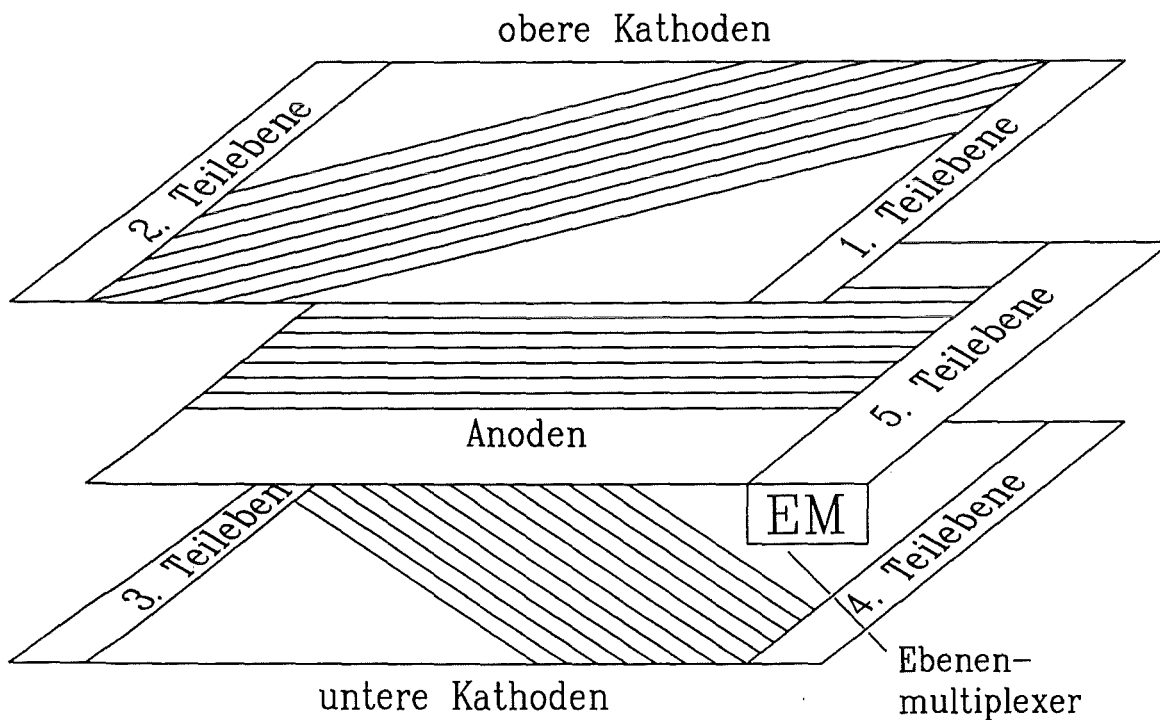 obere Kathoden
2. Teilebene
1. Teilebene
5. Teilebene
Anoden
EM
3. Teileben
4. Teilebene
Ebenen-
multiplexer
untere Kathoden